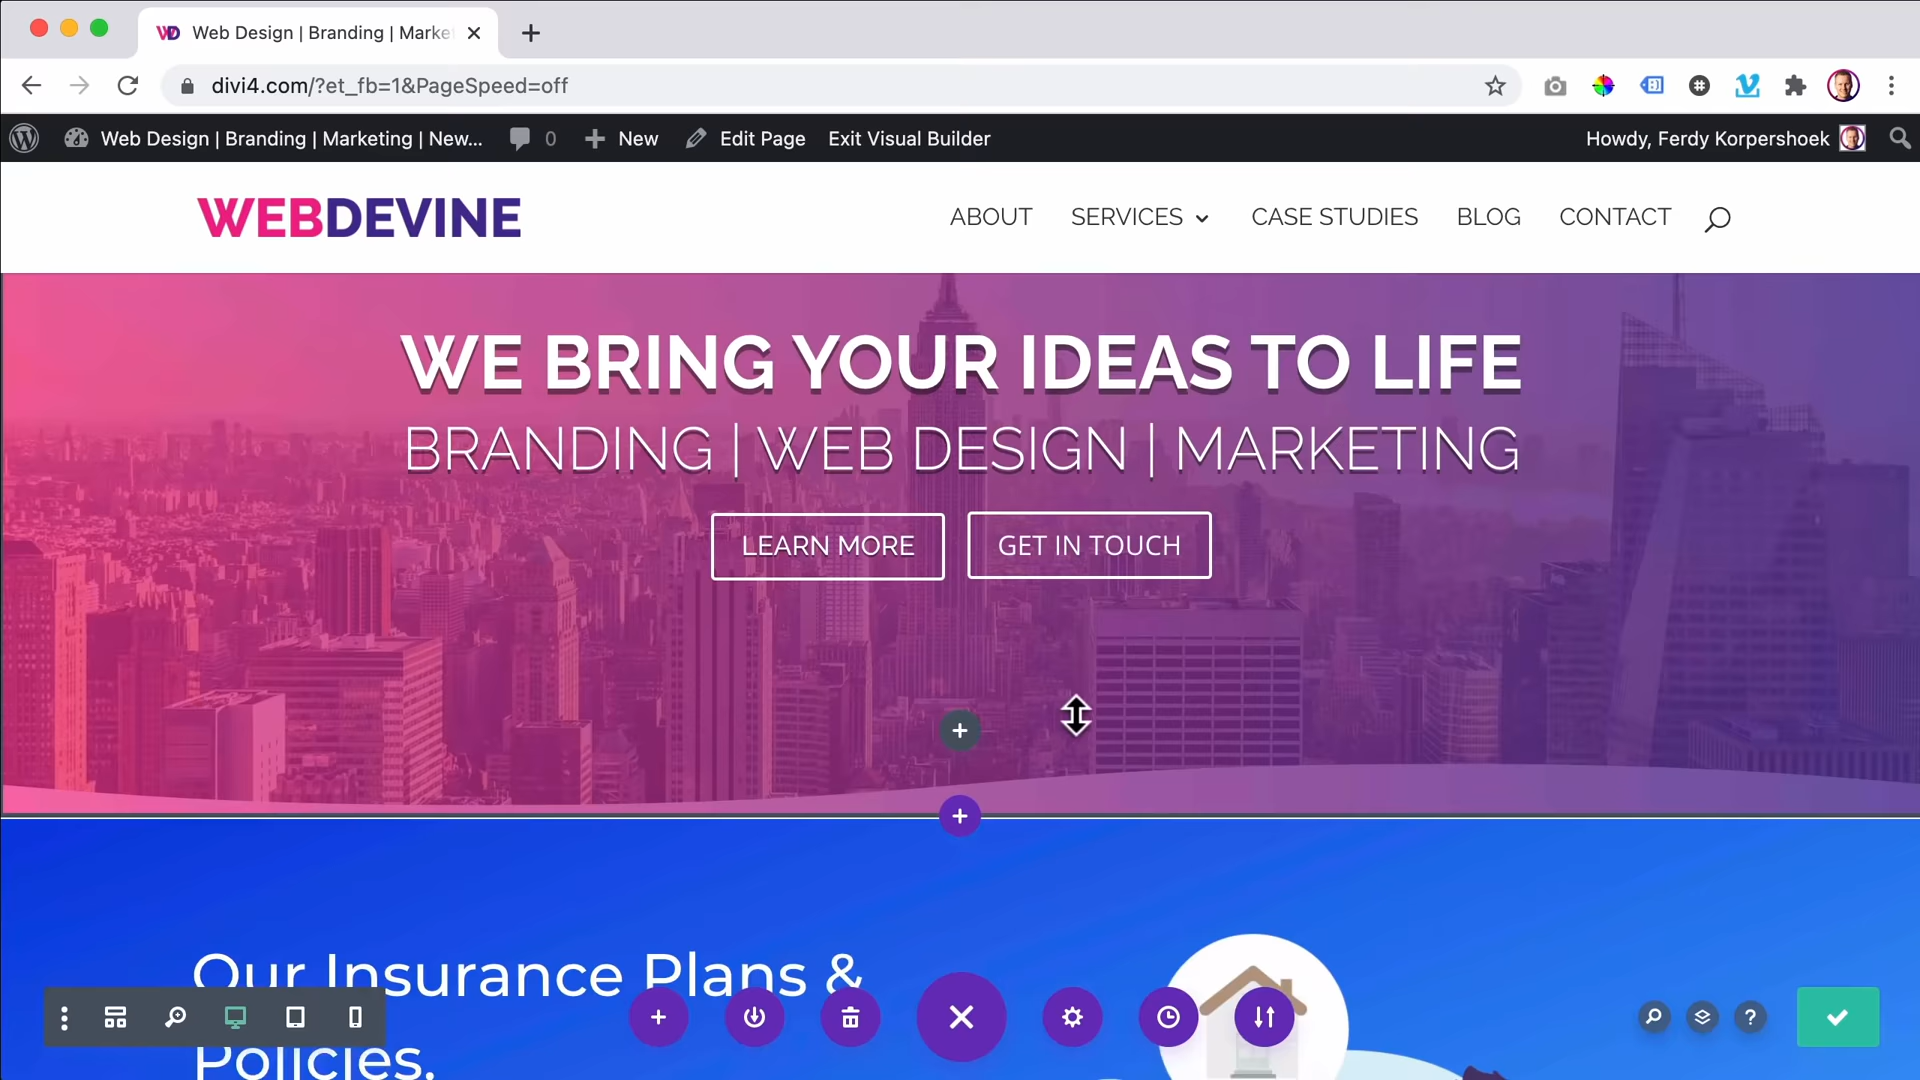 Web Design | Branding | Marke
divi4.com/?et_fb=1&PageSpeed=off
Web Design | Branding | Marketing | New... 0 New Edit Page Exit Visual Builder Howdy, Ferdy Korpershoek
WEBDEVINE ABOUT SERVICES CASE STUDIES BLOG CONTACT
WE BRING YOUR IDEAS TO LIFE
BRANDING | WEB DESIGN | MARKETING
LEARN MORE GET IN TOUCH
Our Insurance Plans &
Policies.